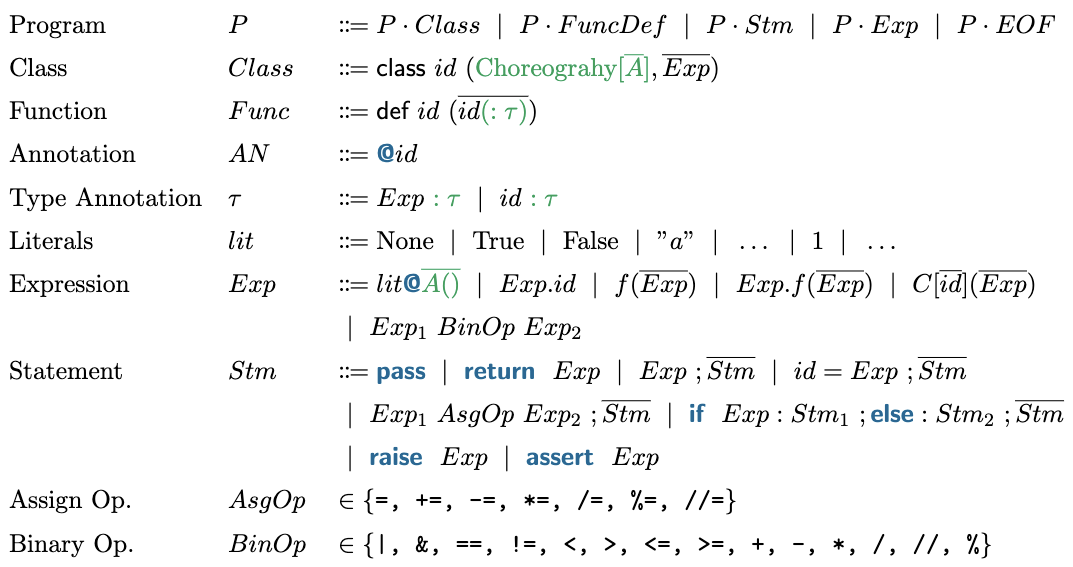 Program P ::= P · Class | P · FuncDef | P · Stm | P · Exp | P · EOF
Class Class ::= class id (Choreograhy[A], Exp)
Function Func ::= def id (id(: τ))
Annotation AN ::= @id
Type Annotation τ ::= Exp : τ | id : τ
Literals lit ::= None | True | False | ”a” | ... | 1 | ...
Expression Exp ::= lit@A() | Exp.id | f(Exp) | Exp.f(Exp) | C[id](Exp)
| Exp₁ BinOp Exp₂
Statement Stm ::= pass | return Exp | Exp ; Stm | id = Exp ; Stm
| Exp₁ AsgOp Exp₂ ; Stm | if Exp : Stm₁ ; else : Stm₂ ; Stm
| raise Exp | assert Exp
Assign Op. AsgOp ∈ {=, +=, -=, *=, /=, %=, //=}
Binary Op. BinOp ∈ {|, &, ==, !=, <, >, <=, >=, +, -, *, /, //, %}